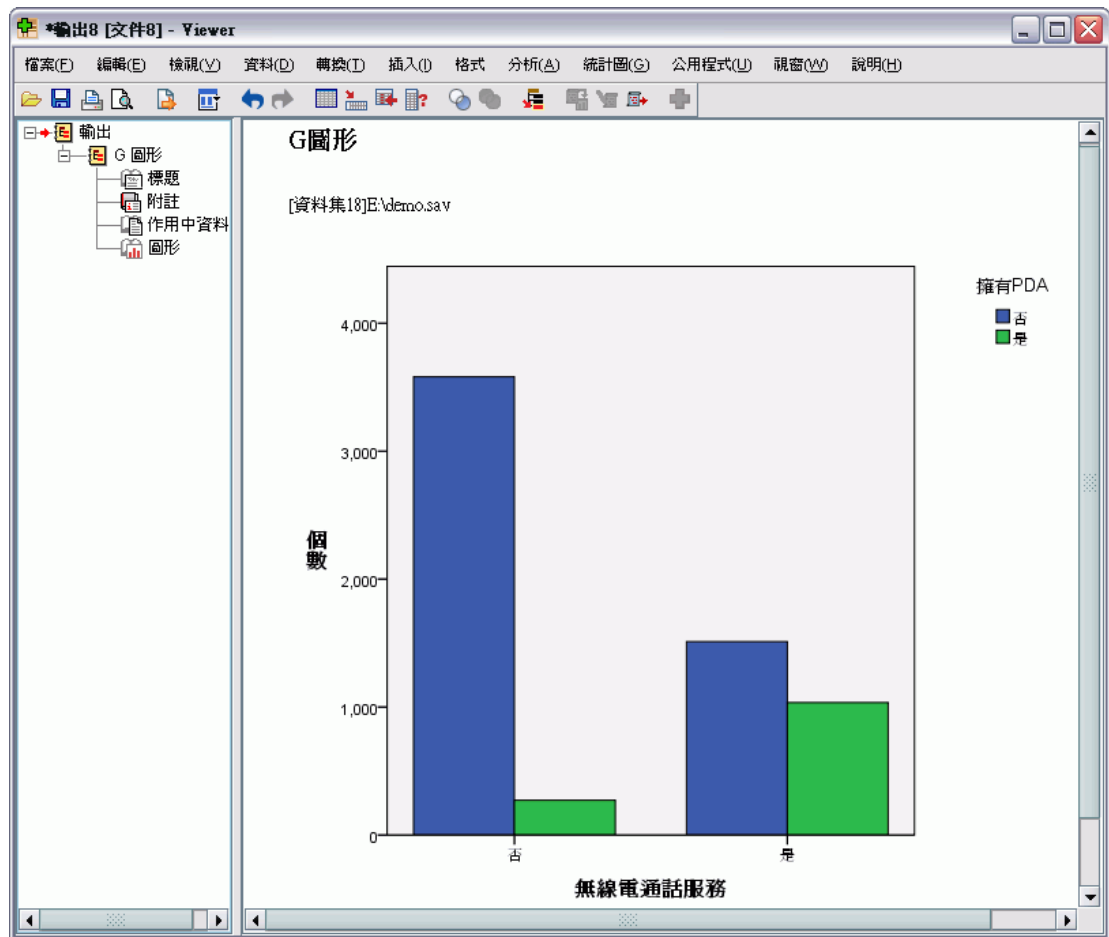 *輸出8 [文件8] - Viewer
檔案(F) 編輯(E) 檢視(V) 資料(D) 轉換(T) 插入(I) 格式 分析(A) 統計圖(G) 公用程式(U) 視窗(W) 說明(H)
輸出
G 圖形
標題
附註
作用中資料
圖形
G圖形
[資料集18]E:\demo.sav
擁有PDA
否
是
4,000
3,000
2,000
1,000
0
個數
否 是
無線電通話服務